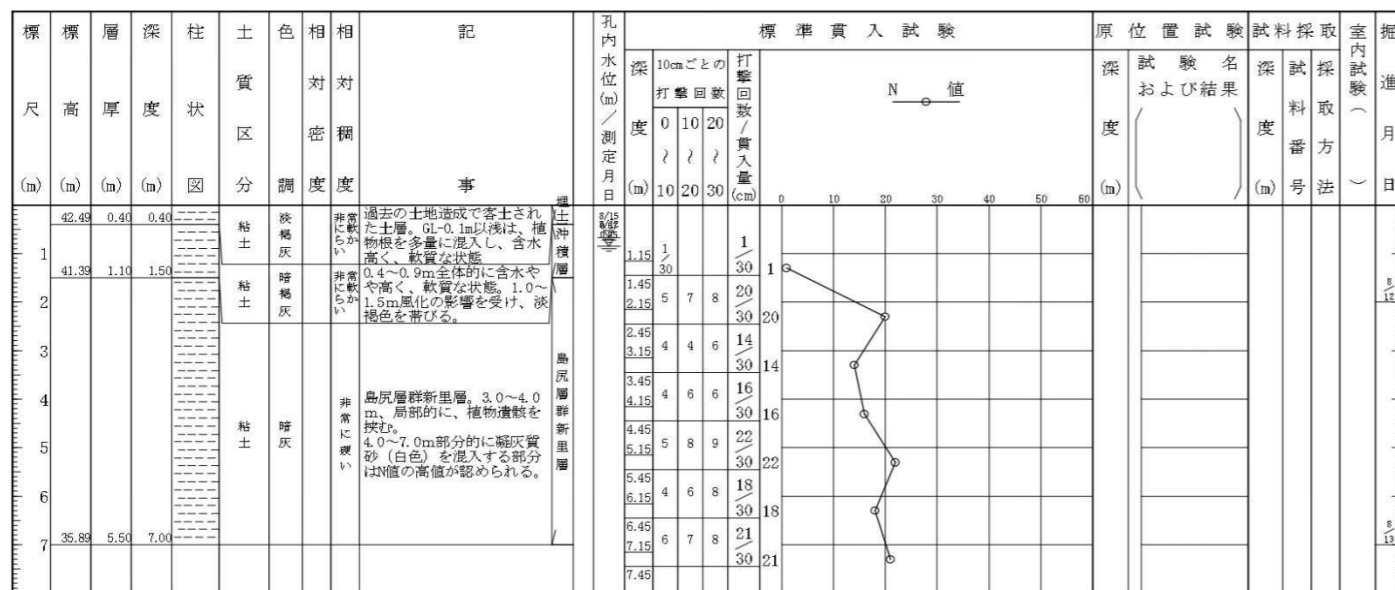 標尺(m)
標高(m)
層厚(m)
深度(m)
柱状図
土質区分
色調
相対密度
相対稠度
記事
孔内水位(m)/測定月日
標準貫入試験
深度(m)
10cmごとの打撃回数
0〜10
10〜20
20〜30
打撃回数/貫入量(cm)
N値
0 10 20 30 40 50 60
原位置試験
深度(m)
試験名および結果
試料採取
深度(m)
試料番号
採取方法
室内試験( )
掘進月日
42.49 0.40 0.40
粘土
淡褐灰
非常に軟らかい
過去の土地造成で客土され
た土層。GL-0.1m以浅は、植
物根を多量に混入し、含水
高く、軟質な状態
埋土
8/15
1
41.39 1.10 1.50
粘土
暗褐灰
非常に軟らかい
0.4〜0.9m全体的に含水や
や高く、軟質な状態。1.0〜
1.5m風化の影響を受け、淡
褐色を帯びる。
沖積層
2
3
4
5
6
7
35.89 5.50 7.00
粘土
暗灰
非常に硬い
島尻層群新里層。3.0〜4.0
m、局部的に、植物遺骸を
挟む。
4.0〜7.0m部分的に凝灰質
砂(白色)を混入する部分
はN値の高値が認められる。
島尻層群新里層
1.15 1/30 1/30 1
1.45
2.15 5 7 8 20/30 20
2.45
3.15 4 4 6 14/30 14
3.45
4.15 4 6 6 16/30 16
4.45
5.15 5 8 9 22/30 22
5.45
6.15 4 6 8 18/30 18
6.45
7.15 6 7 8 21/30 21
7.45
8/12
8/13